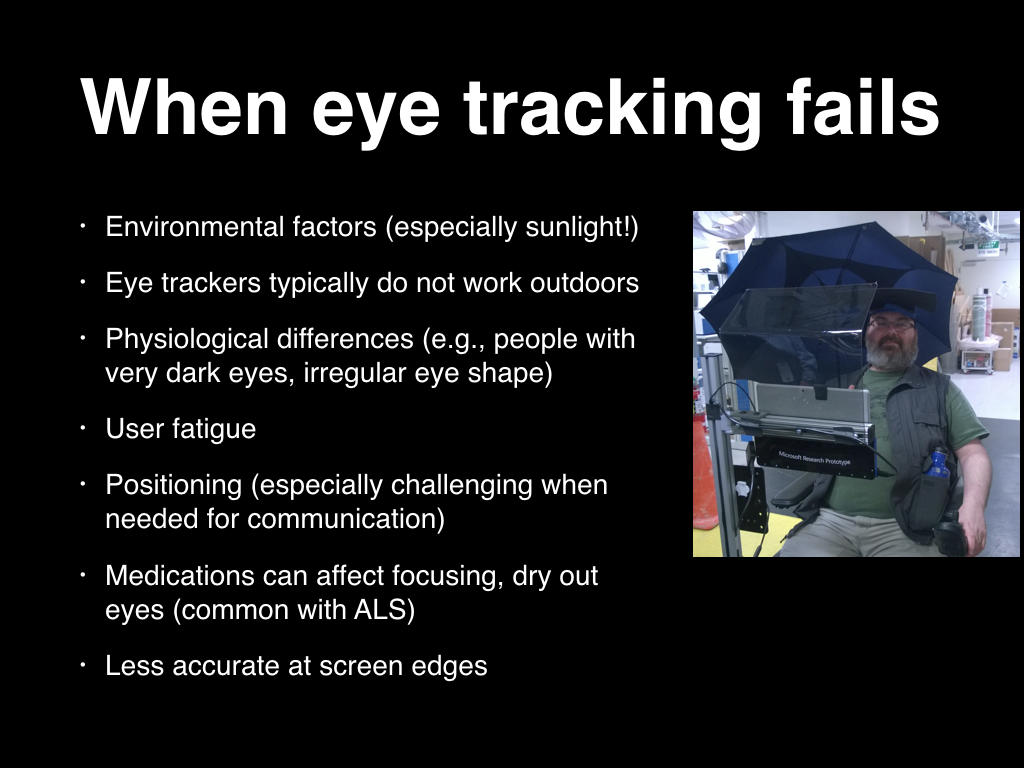 When eye tracking fails
• Environmental factors (especially sunlight!)
• Eye trackers typically do not work outdoors
• Physiological differences (e.g., people with
very dark eyes, irregular eye shape)
• User fatigue
• Positioning (especially challenging when
needed for communication)
• Medications can affect focusing, dry out
eyes (common with ALS)
• Less accurate at screen edges
Microsoft Research Prototype